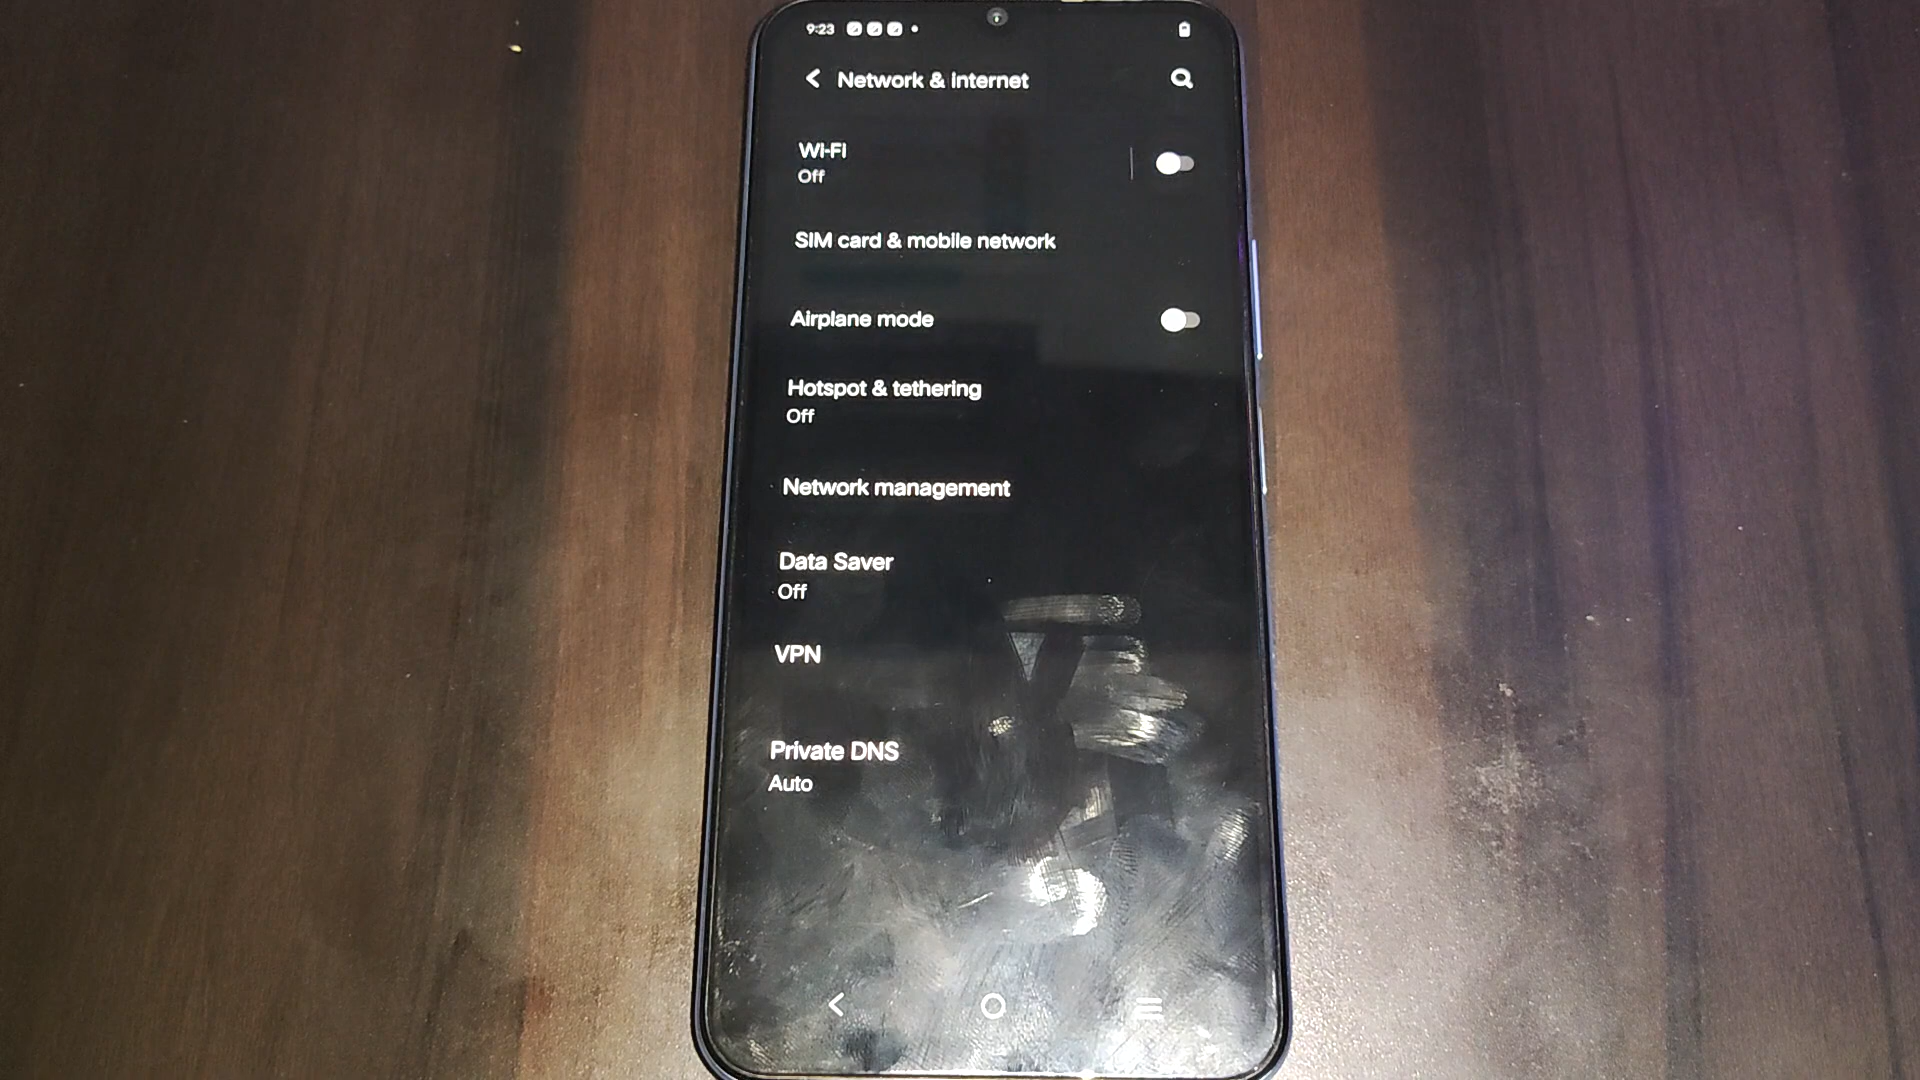 9:23
Network & internet
Wi-Fi
Off
SIM card & mobile network
Airplane mode
Hotspot & tethering
Off
Network management
Data Saver
Off
VPN
Private DNS
Auto